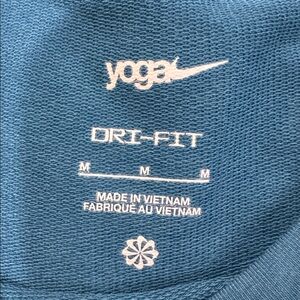 yoga
DRI-FIT
M M M
MADE IN VIETNAM
FABRIQUÉ AU VIETNAM